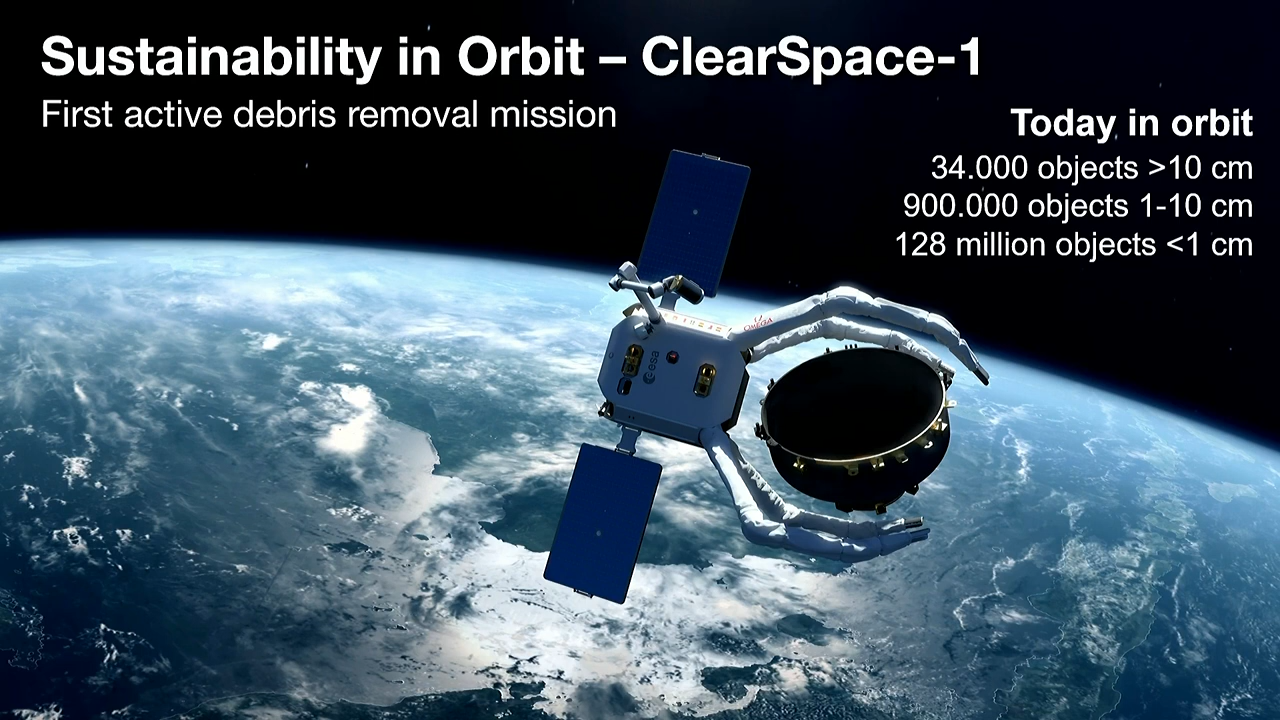 Sustainability in Orbit – ClearSpace-1
First active debris removal mission
Today in orbit
34.000 objects >10 cm
900.000 objects 1-10 cm
128 million objects <1 cm
OMEGA
esa